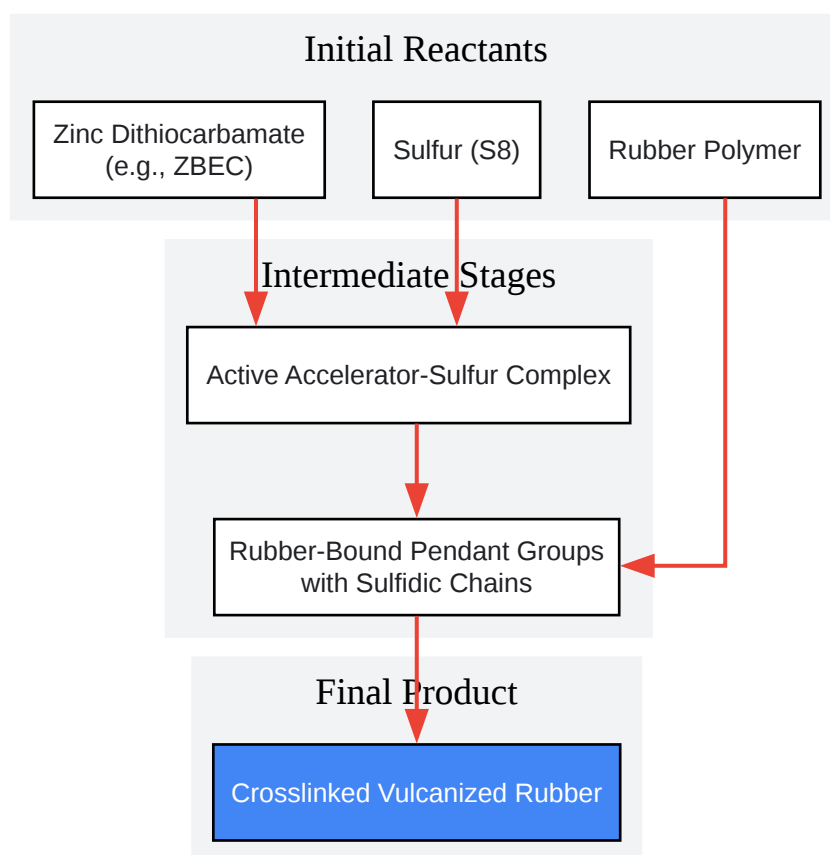 Initial Reactants
Zinc Dithiocarbamate
(e.g., ZBEC)
Sulfur (S8)
Rubber Polymer
Intermediate Stages
Active Accelerator-Sulfur Complex
Rubber-Bound Pendant Groups
with Sulfidic Chains
Final Product
Crosslinked Vulcanized Rubber